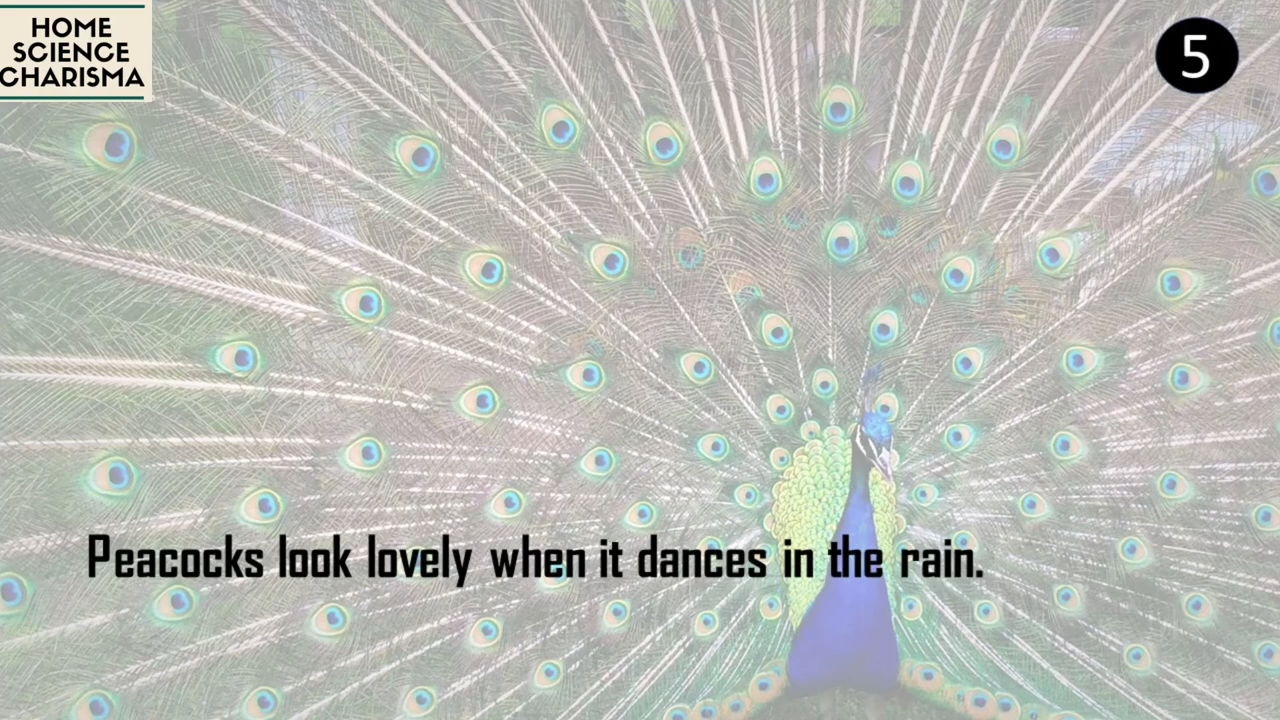 HOME
SCIENCE
CHARISMA
5
Peacocks look lovely when it dances in the rain.